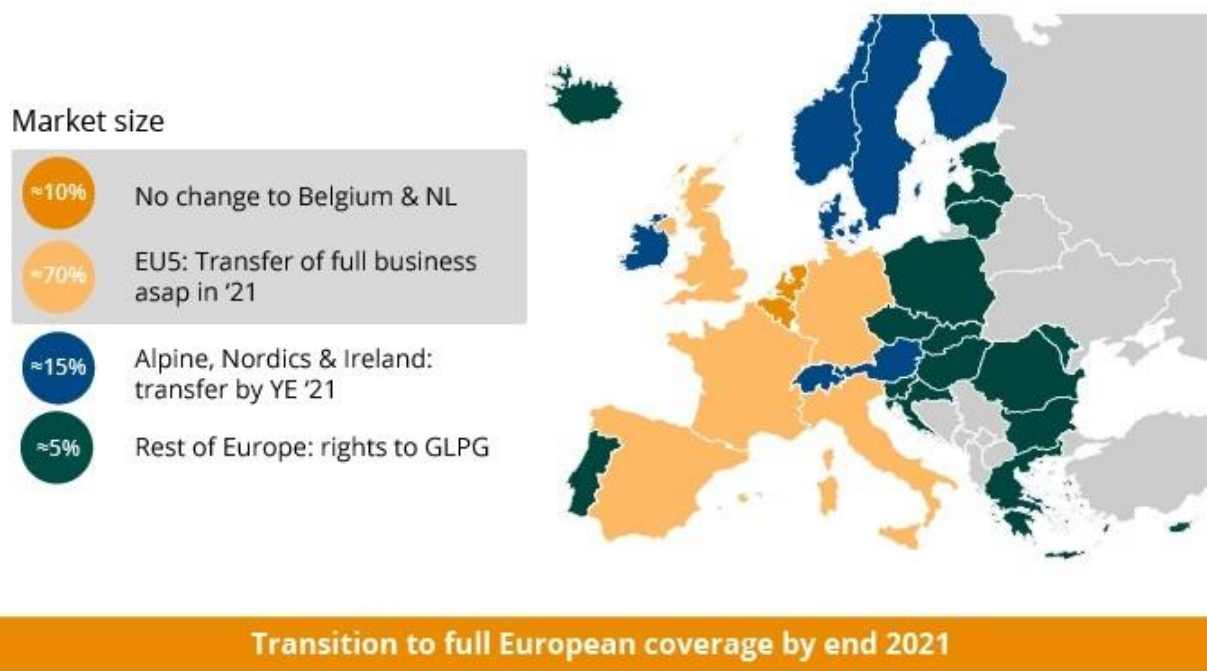 Market size
≈10%
No change to Belgium & NL
≈70%
EU5: Transfer of full business
asap in ‘21
≈15%
Alpine, Nordics & Ireland:
transfer by YE ‘21
≈5%
Rest of Europe: rights to GLPG
Transition to full European coverage by end 2021